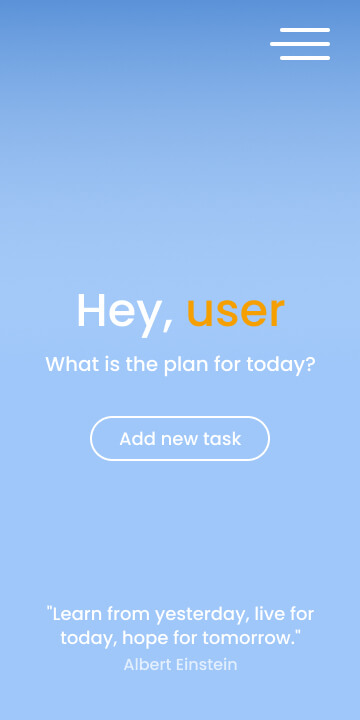 Hey, user
What is the plan for today?
Add new task
"Learn from yesterday, live for
today, hope for tomorrow."
Albert Einstein